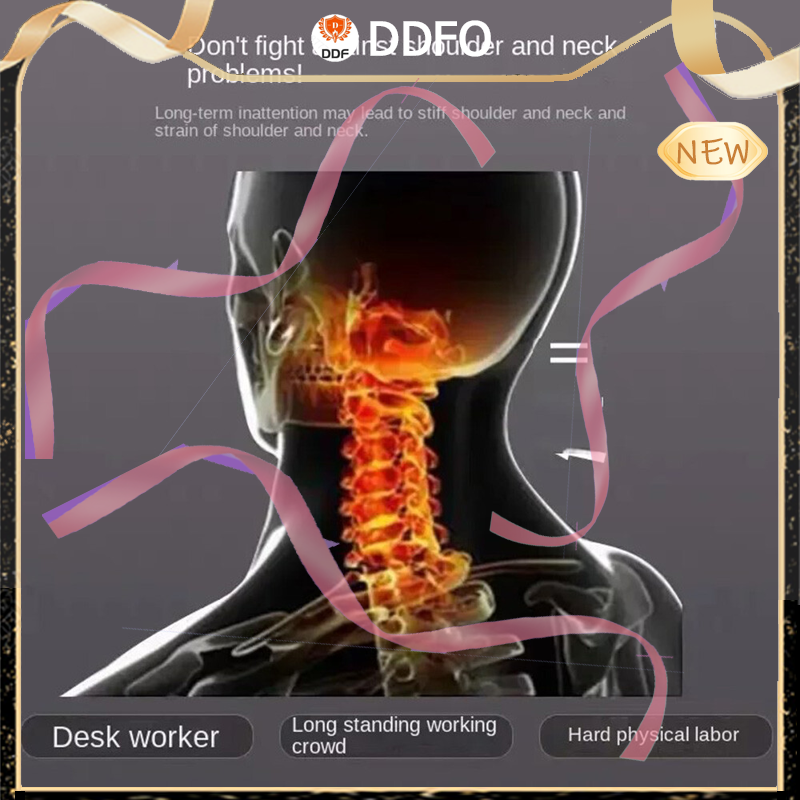 DDF
DDFO
Don't fight against shoulder and neck
problems!
Long-term inattention may lead to stiff shoulder and neck and
strain of shoulder and neck.
NEW
Desk worker
Long standing working
crowd
Hard physical labor